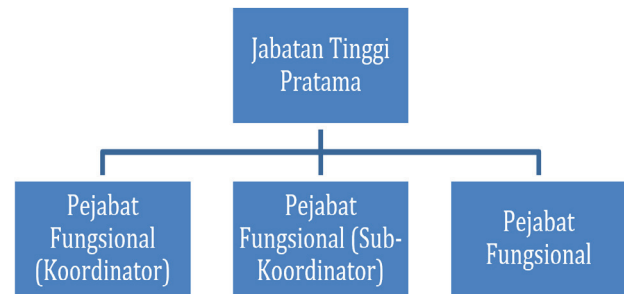 Jabatan Tinggi
Pratama
Pejabat
Fungsional
(Koordinator)
Pejabat
Fungsional (Sub-
Koordinator)
Pejabat
Fungsional